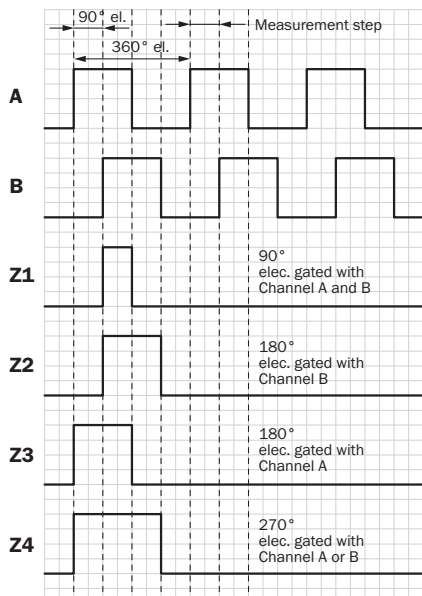 90° el.
Measurement step
360° el.
A
B
Z1
90°
elec. gated with
Channel A and B
Z2
180°
elec. gated with
Channel B
Z3
180°
elec. gated with
Channel A
Z4
270°
elec. gated with
Channel A or B